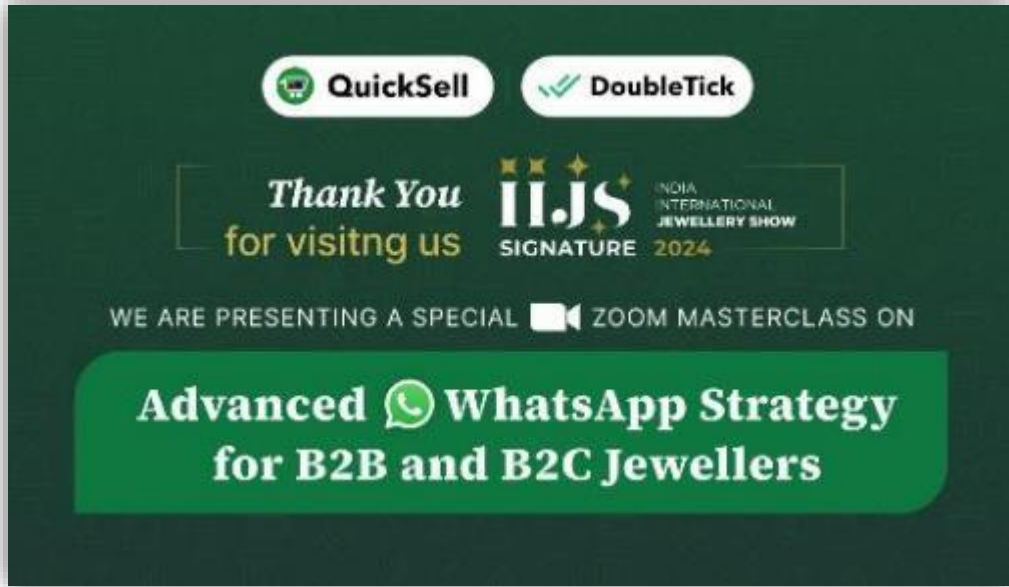 QuickSell
DoubleTick
Thank You
for visitng us
IIJS
SIGNATURE
INDIA
INTERNATIONAL
JEWELLERY SHOW
2024
WE ARE PRESENTING A SPECIAL ZOOM MASTERCLASS ON
Advanced WhatsApp Strategy
for B2B and B2C Jewellers